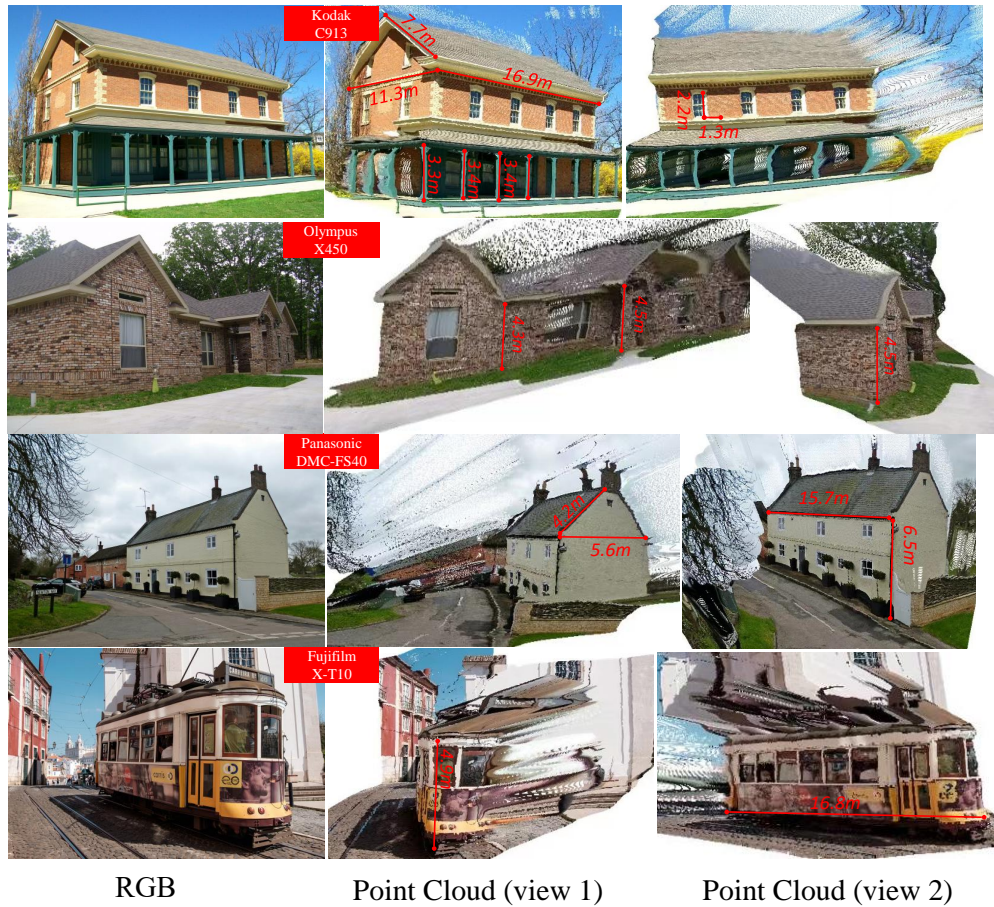 Kodak
C913
7.7m
16.9m
11.3m
3.3m
3.4m
3.4m
2.2m
1.3m
Olympus
X450
4.3m
4.5m
4.5m
Panasonic
DMC-FS40
4.2m
5.6m
15.7m
6.5m
Fujifilm
X-T10
16.8m
RGB
Point Cloud (view 1)
Point Cloud (view 2)